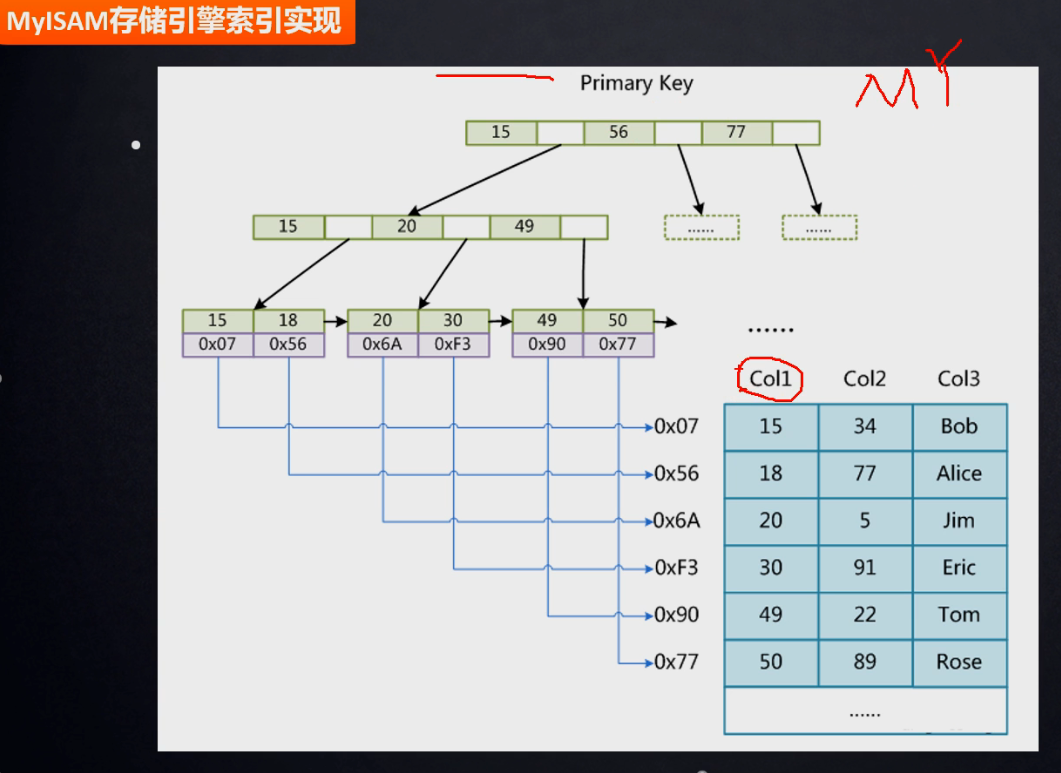 MyISAM存储引擎索引实现
MY
Primary Key
15 56 77
15 20 49
...... ......
15 18 20 30 49 50
0x07 0x56 0x6A 0xF3 0x90 0x77
......
Col1 Col2 Col3
0x07 15 34 Bob
0x56 18 77 Alice
0x6A 20 5 Jim
0xF3 30 91 Eric
0x90 49 22 Tom
0x77 50 89 Rose
......